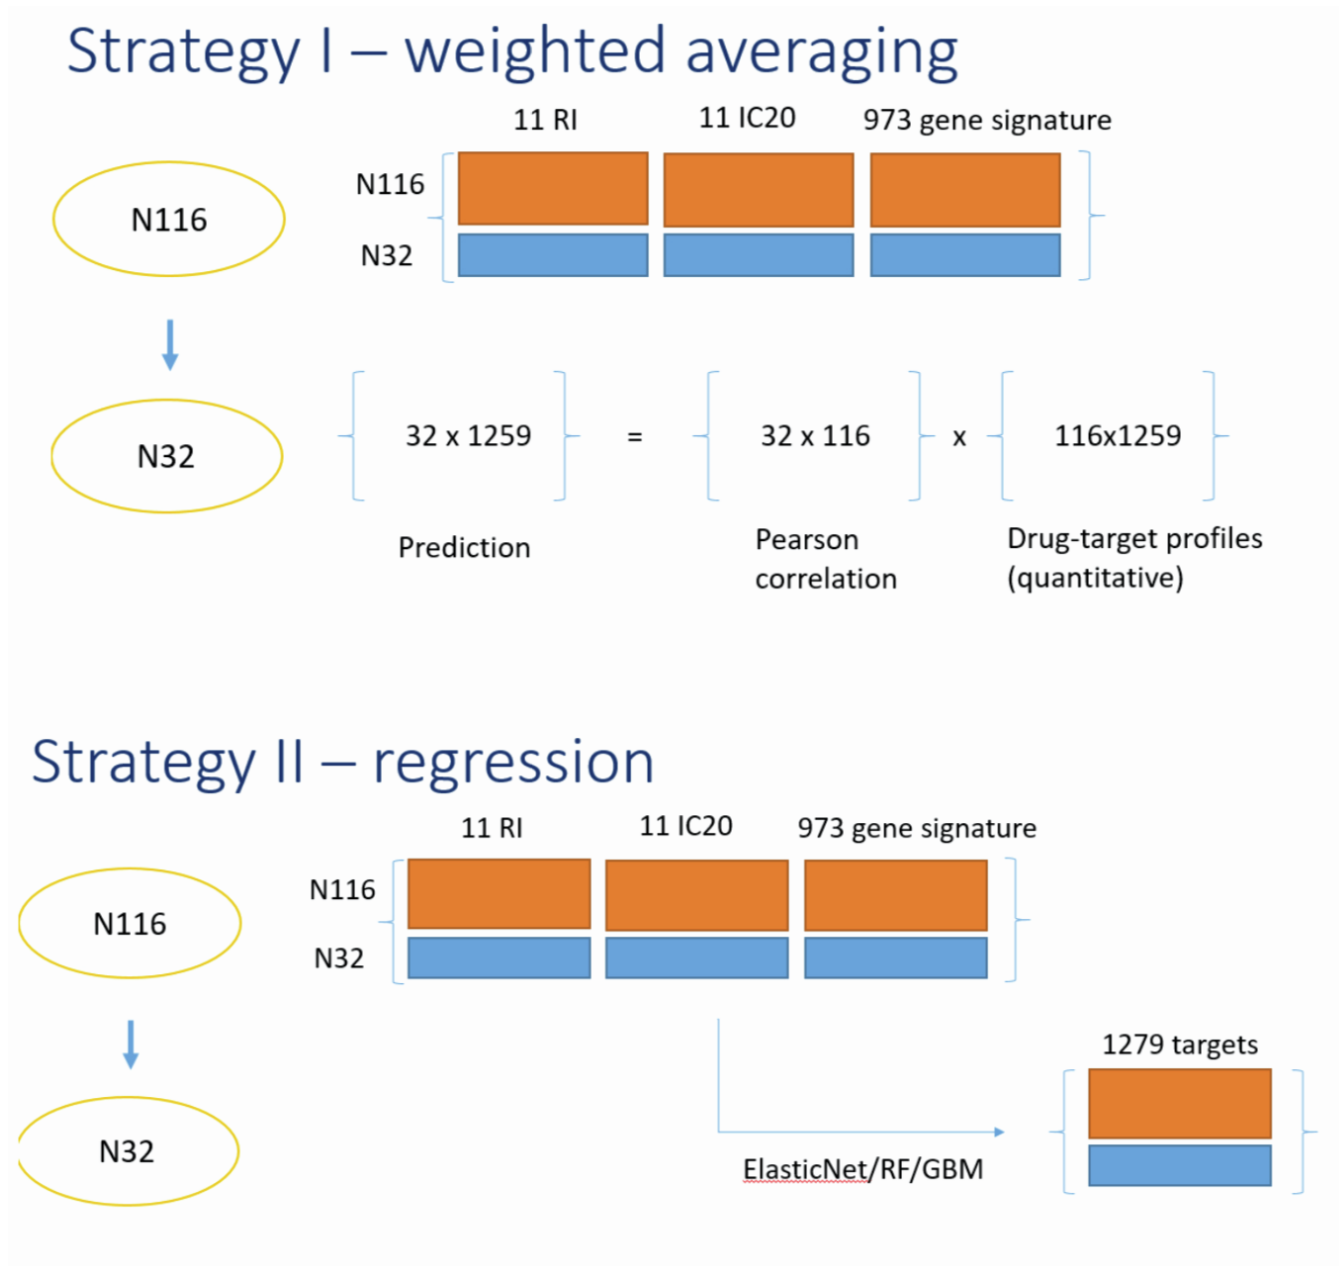 Strategy I – weighted averaging
11 RI
11 IC20
973 gene signature
N116
N116
N32
N32
32 x 1259
=
32 x 116
x
116x1259
Prediction
Pearson
correlation
Drug-target profiles
(quantitative)
Strategy II – regression
11 RI
11 IC20
973 gene signature
N116
N116
N32
N32
1279 targets
ElasticNet/RF/GBM